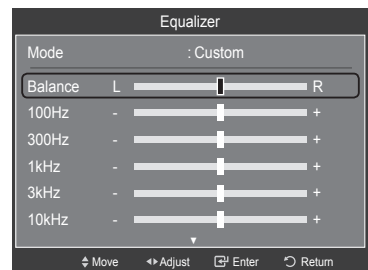 Equalizer
Mode : Custom
Balance L R
100Hz - +
300Hz - +
1kHz - +
3kHz - +
10kHz - +
Move Adjust Enter Return